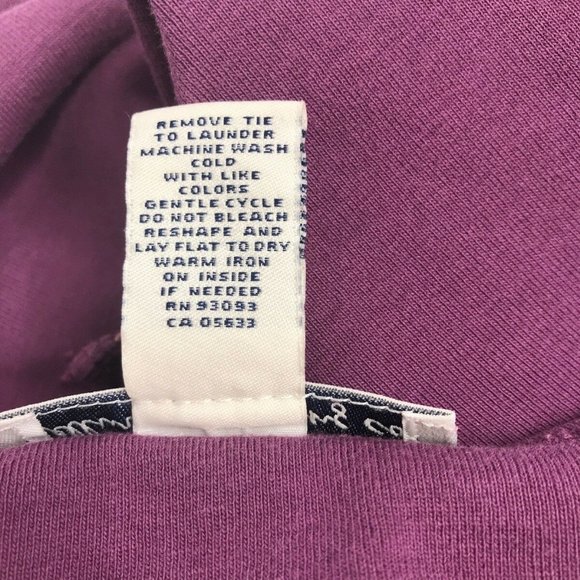 REMOVE TIE
TO LAUNDER
MACHINE WASH
COLD
WITH LIKE
COLORS
GENTLE CYCLE
DO NOT BLEACH
RESHAPE AND
LAY FLAT TO DRY
WARM IRON
ON INSIDE
IF NEEDED
RN 93093
CA 05633